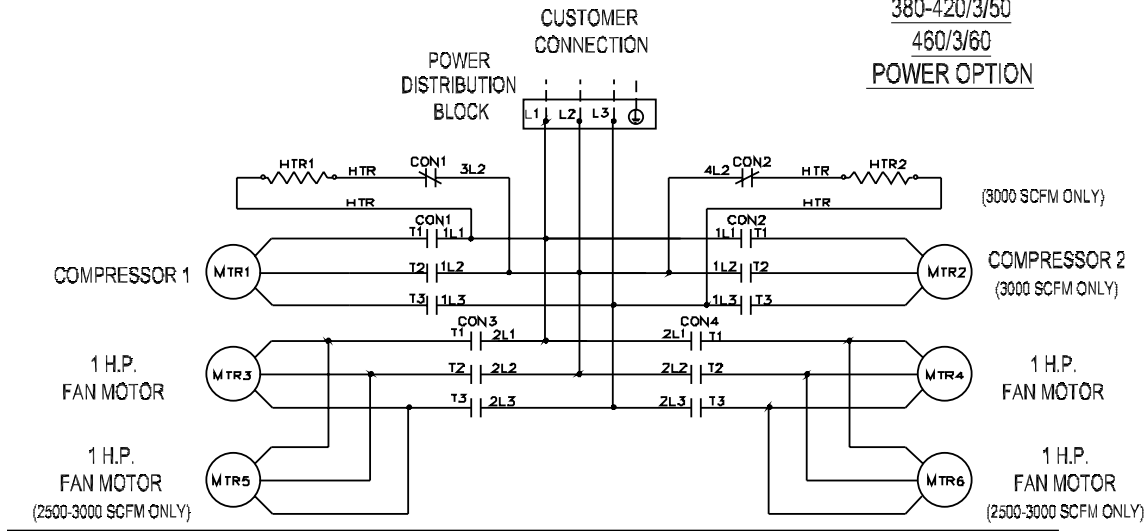 380-420/3/50
460/3/60
POWER OPTION
CUSTOMER
CONNECTION
POWER
DISTRIBUTION
BLOCK
L1 L2 L3
HTR1 HTR CON1 3L2
4L2 CON2 HTR HTR2
HTR HTR
(3000 SCFM ONLY)
CON1 CON2
T1 1L1 1L1 T1
COMPRESSOR 1 MTR1 T2 1L2 1L2 T2 MTR2 COMPRESSOR 2
(3000 SCFM ONLY)
T3 1L3 1L3 T3
CON3 CON4
T1 2L1 2L1 T1
1 H.P.
FAN MOTOR
MTR3 T2 2L2 2L2 T2 MTR4
1 H.P.
FAN MOTOR
T3 2L3 2L3 T3
1 H.P.
FAN MOTOR
(2500-3000 SCFM ONLY)
MTR5 MTR6
1 H.P.
FAN MOTOR
(2500-3000 SCFM ONLY)